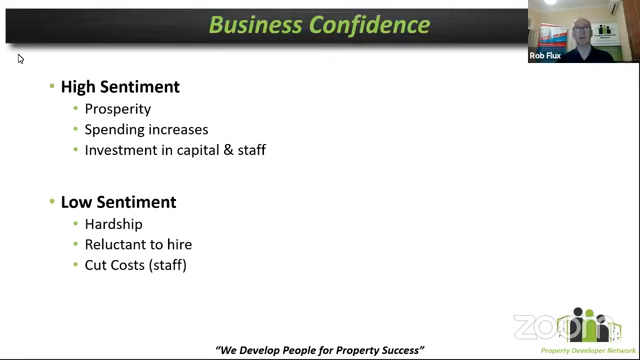 Business Confidence
Rob Flux
• High Sentiment
• Prosperity
• Spending increases
• Investment in capital & staff
• Low Sentiment
• Hardship
• Reluctant to hire
• Cut Costs (staff)
zoom
Property Developer Network
“We Develop People for Property Success”